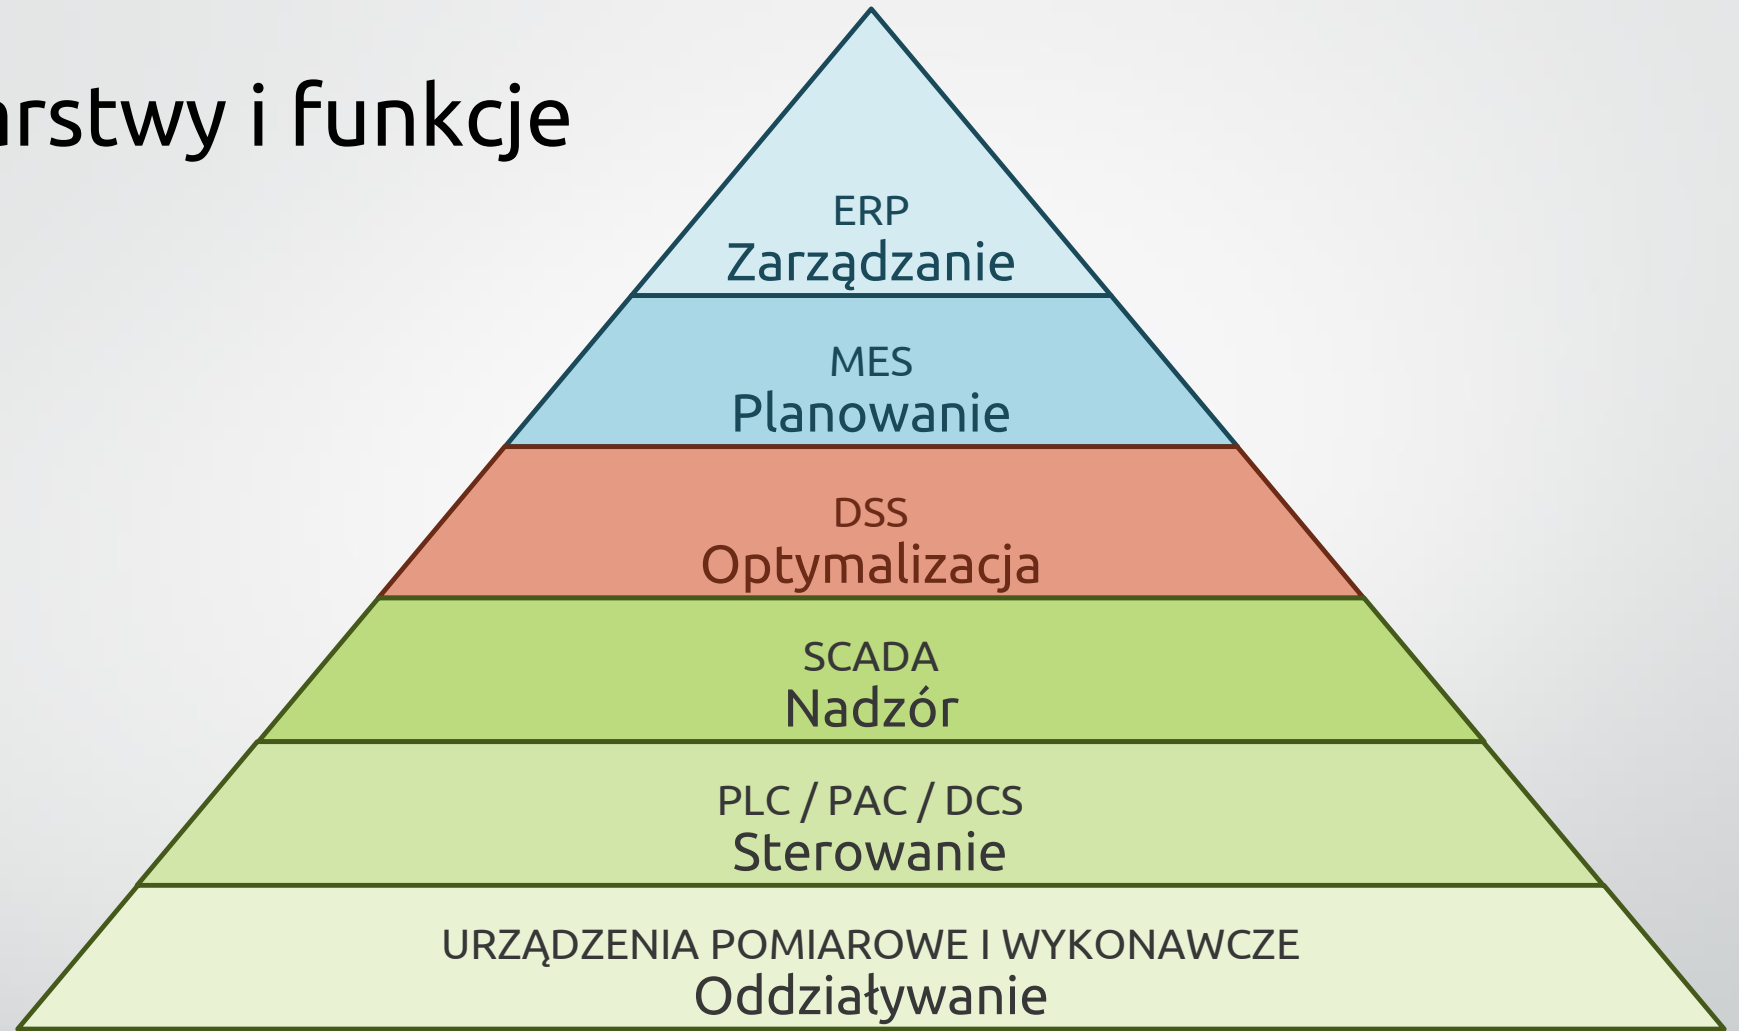 arstwy i funkcje
ERP
Zarządzanie
MES
Planowanie
DSS
Optymalizacja
SCADA
Nadzór
PLC / PAC / DCS
Sterowanie
URZĄDZENIA POMIAROWE I WYKONAWCZE
Oddziaływanie